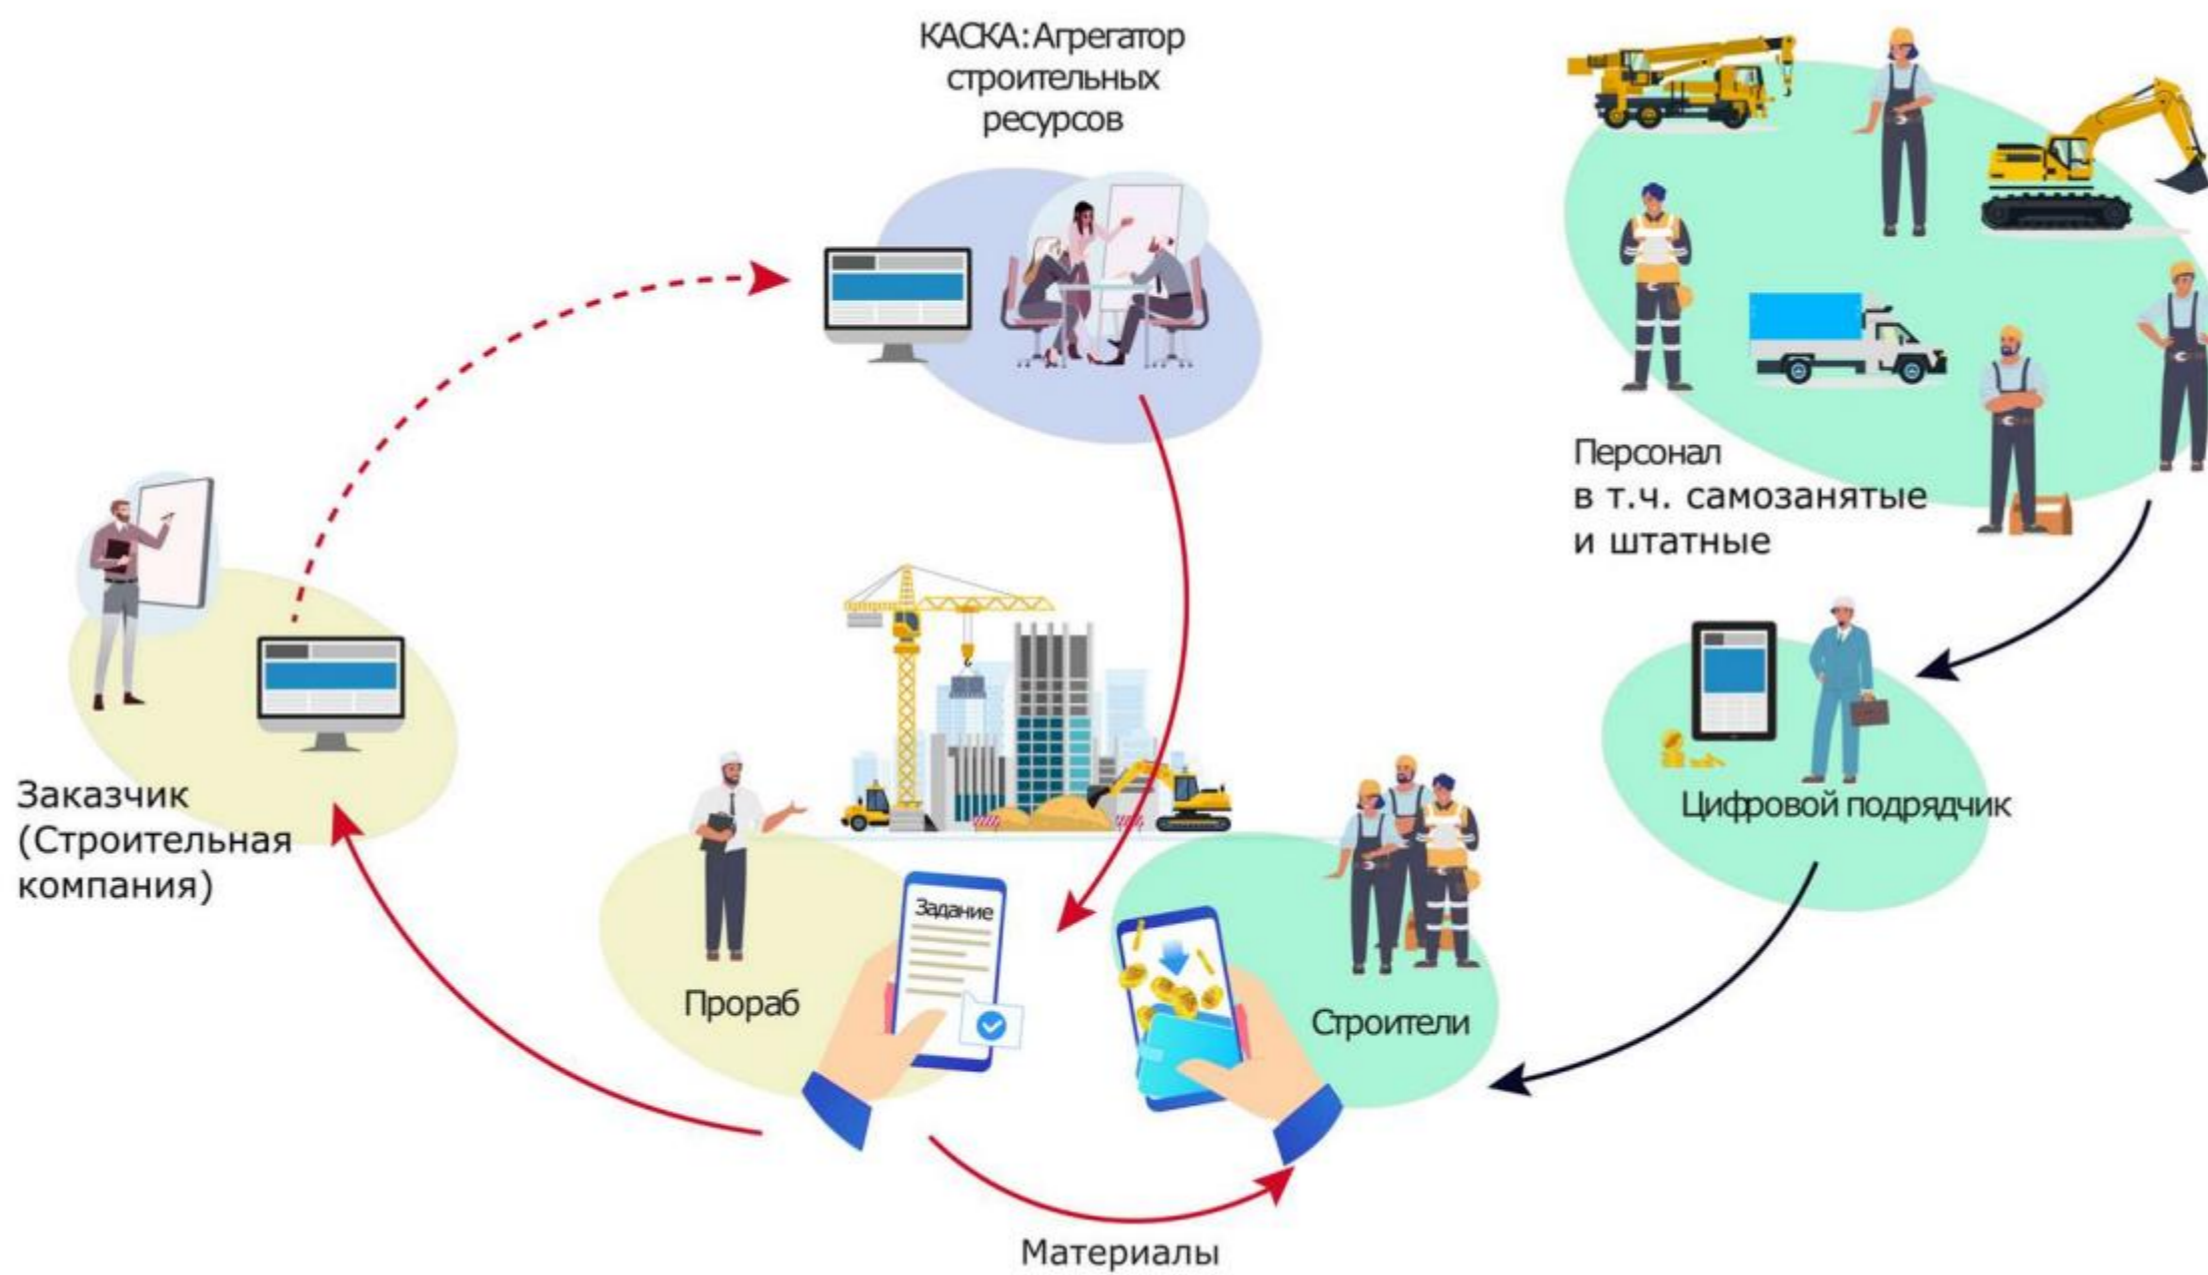 КАСКА: Агрегатор
строительных
ресурсов
Персонал
в т.ч. самозанятые
и штатные
Заказчик
(Строительная
компания)
Цифровой подрядчик
Задание
Прораб
Строители
Материалы